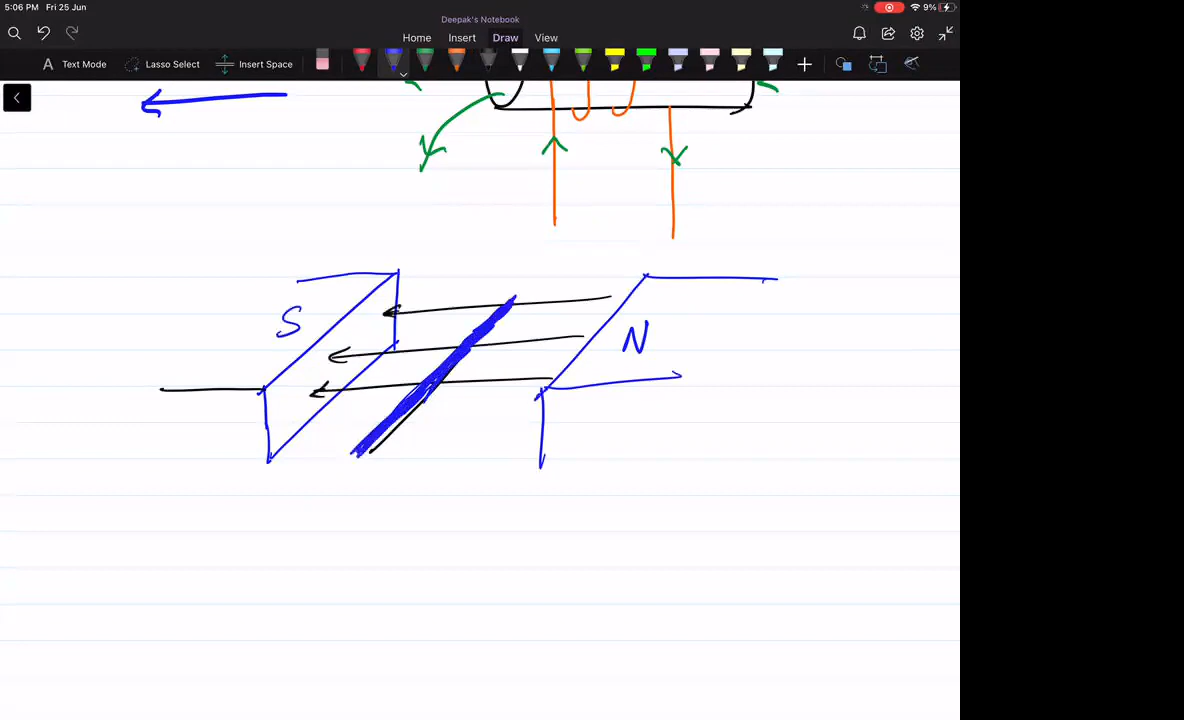 5:06 PM Fri 25 Jun
9%
Deepak's Notebook
Home Insert Draw View
A Text Mode Lasso Select Insert Space
S
N